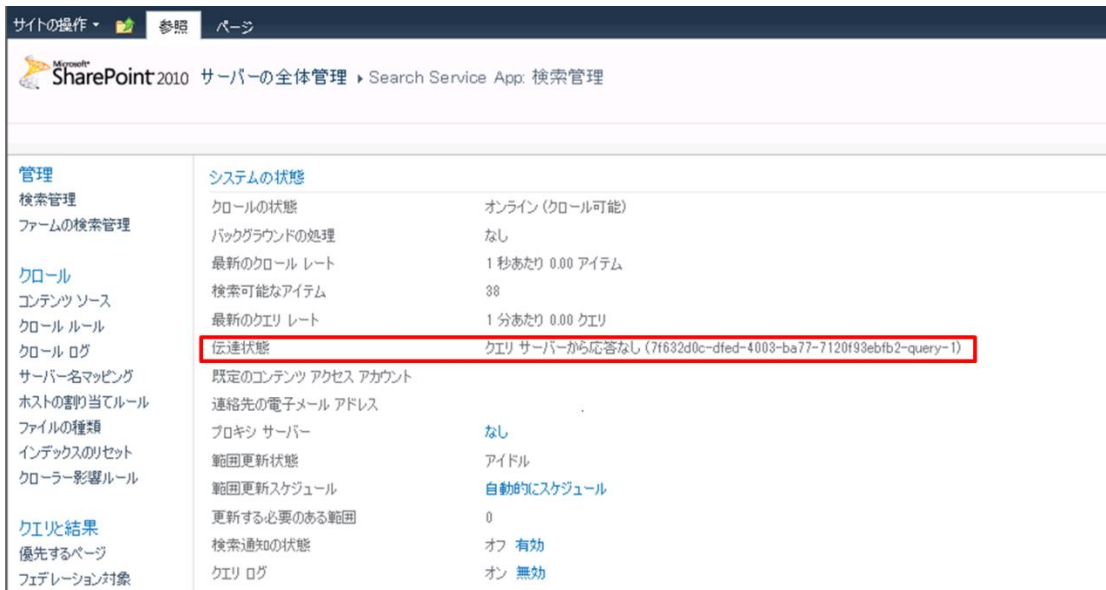 サイトの操作 参照 ページ
Microsoft
SharePoint 2010 サーバーの全体管理 ▸ Search Service App: 検索管理
管理
検索管理
ファームの検索管理
クロール
コンテンツ ソース
クロール ルール
クロール ログ
サーバー名マッピング
ホストの割り当てルール
ファイルの種類
インデックスのリセット
クローラー影響ルール
クエリと結果
優先するページ
フェデレーション対象
システムの状態
クロールの状態 オンライン (クロール可能)
バックグラウンドの処理 なし
最新のクロール レート 1 秒あたり 0.00 アイテム
検索可能なアイテム 38
最新のクエリ レート 1 分あたり 0.00 クエリ
伝達状態 クエリ サーバーから応答なし (7f632d0c-dfed-4003-ba77-7120f93ebfb2-query-1)
既定のコンテンツ アクセス アカウント
連絡先の電子メール アドレス
プロキシ サーバー なし
範囲更新状態 アイドル
範囲更新スケジュール 自動的にスケジュール
更新する必要のある範囲 0
検索通知の状態 オフ 有効
クエリ ログ オン 無効